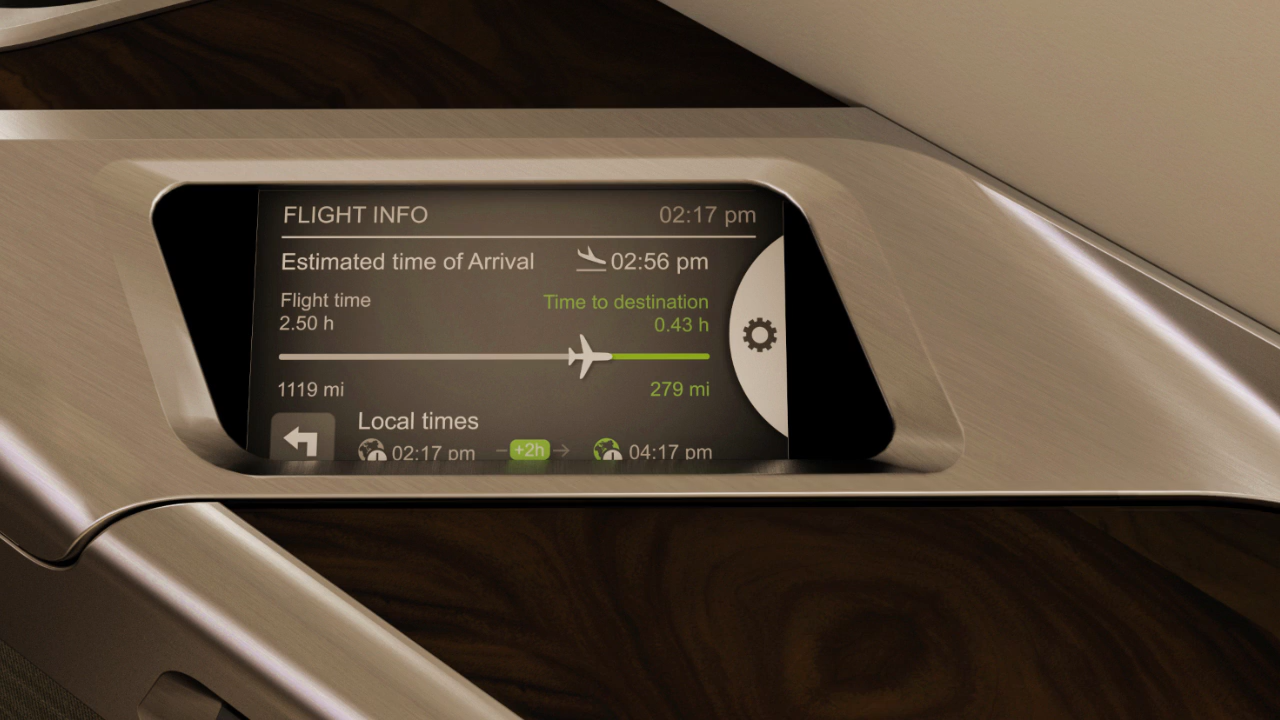 FLIGHT INFO 02:17 pm
Estimated time of Arrival 02:56 pm
Flight time Time to destination
2.50 h 0.43 h
1119 mi 279 mi
Local times
02:17 pm +2h 04:17 pm